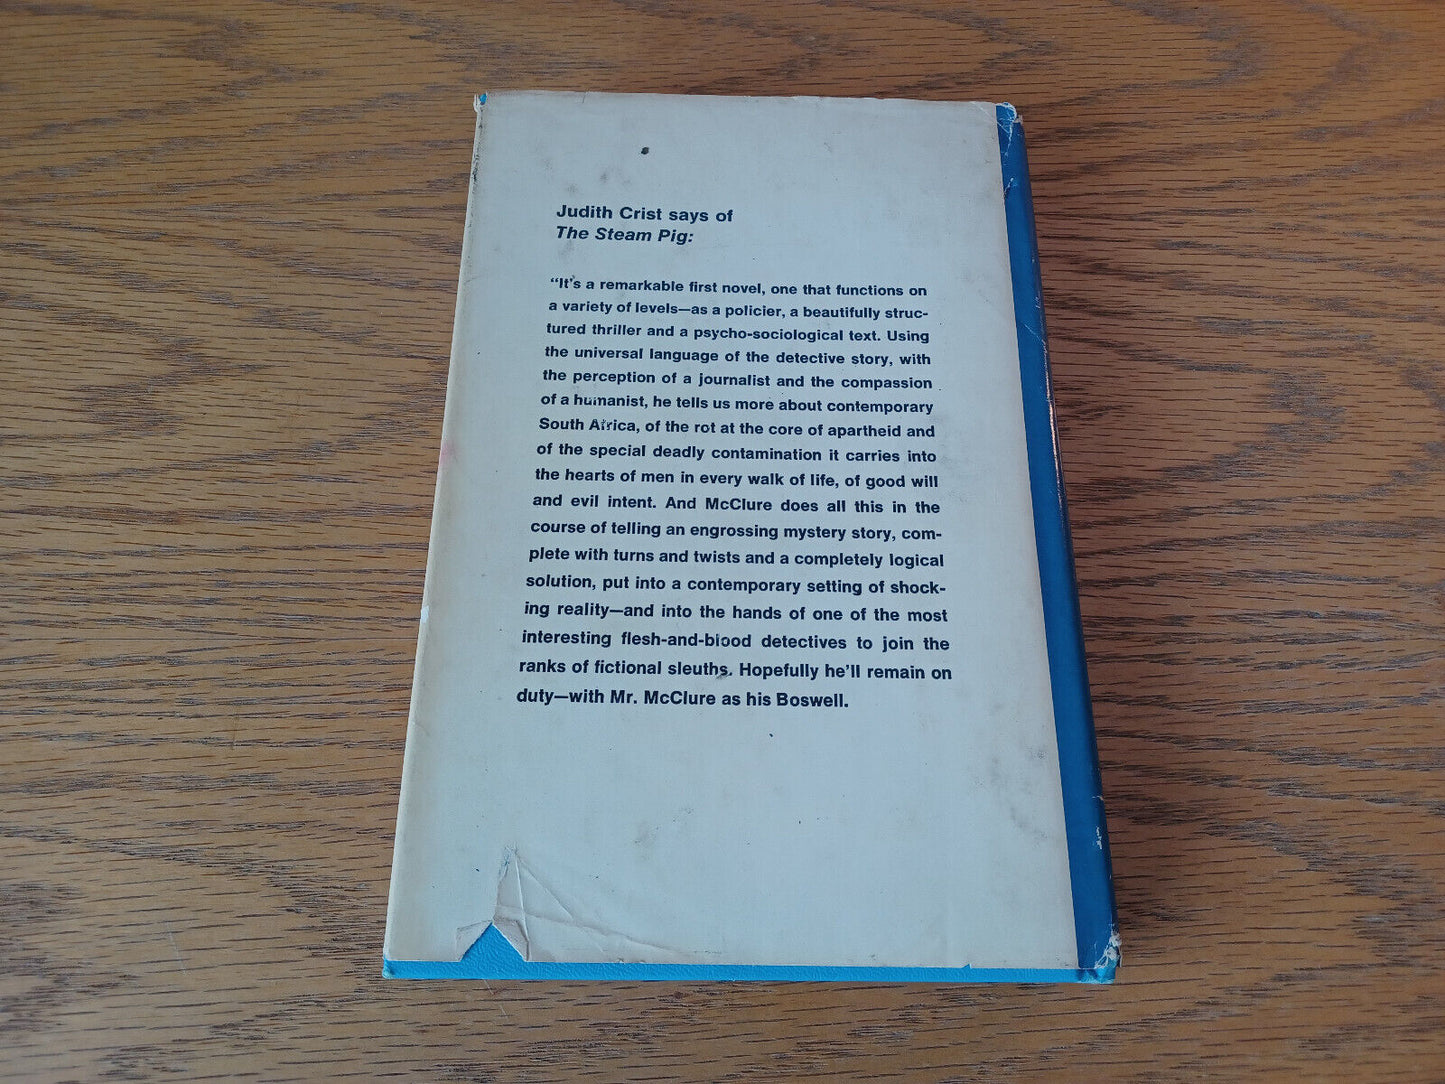 Judith Crist says of
The Steam Pig:
“It's a remarkable first novel, one that functions on
a variety of levels—as a policier, a beautifully struc-
tured thriller and a psycho-sociological text. Using
the universal language of the detective story, with
the perception of a journalist and the compassion
of a humanist, he tells us more about contemporary
South Africa, of the rot at the core of apartheid and
of the special deadly contamination it carries into
the hearts of men in every walk of life, of good will
and evil intent. And McClure does all this in the
course of telling an engrossing mystery story, com-
plete with turns and twists and a completely logical
solution, put into a contemporary setting of shock-
ing reality—and into the hands of one of the most
interesting flesh-and-blood detectives to join the
ranks of fictional sleuths. Hopefully he'll remain on
duty—with Mr. McClure as his Boswell.